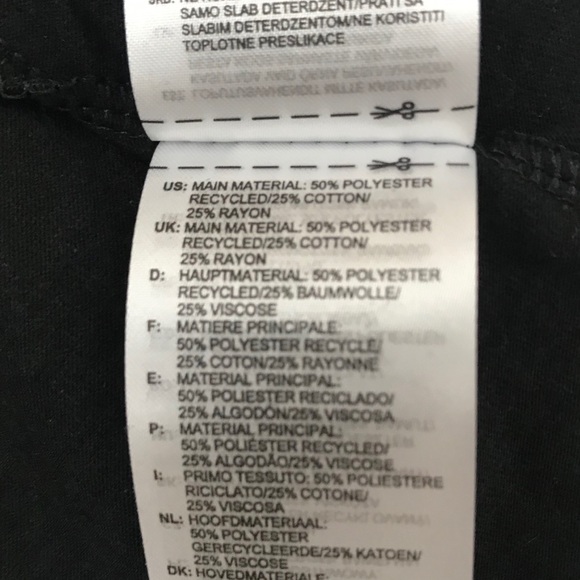 SAMO SLAB DETERDZENT/PRATI SA
SLABIM DETERDZENTOM/NE KORISTITI
TOPLOTNE PRESLIKACE
US: MAIN MATERIAL: 50% POLYESTER
RECYCLED/25% COTTON/
25% RAYON
UK: MAIN MATERIAL: 50% POLYESTER
RECYCLED/25% COTTON/
25% RAYON
D: HAUPTMATERIAL: 50% POLYESTER
RECYCLED/25% BAUMWOLLE/
25% VISCOSE
F: MATIERE PRINCIPALE:
50% POLYESTER RECYCLE/
25% COTON/25% RAYONNE
E: MATERIAL PRINCIPAL:
50% POLIESTER RECICLADO/
25% ALGODÓN/25% VISCOSA
P: MATERIAL PRINCIPAL:
50% POLIÉSTER RECYCLED/
25% ALGODÃO/25% VISCOSE
I: PRIMO TESSUTO: 50% POLIESTERE
RICICLATO/25% COTONE/
25% VISCOSA
NL: HOOFDMATERIAAL:
50% POLYESTER
GERECYCLEERDE/25% KATOEN/
25% VISCOSE
DK: HOVEDMATERIALE: